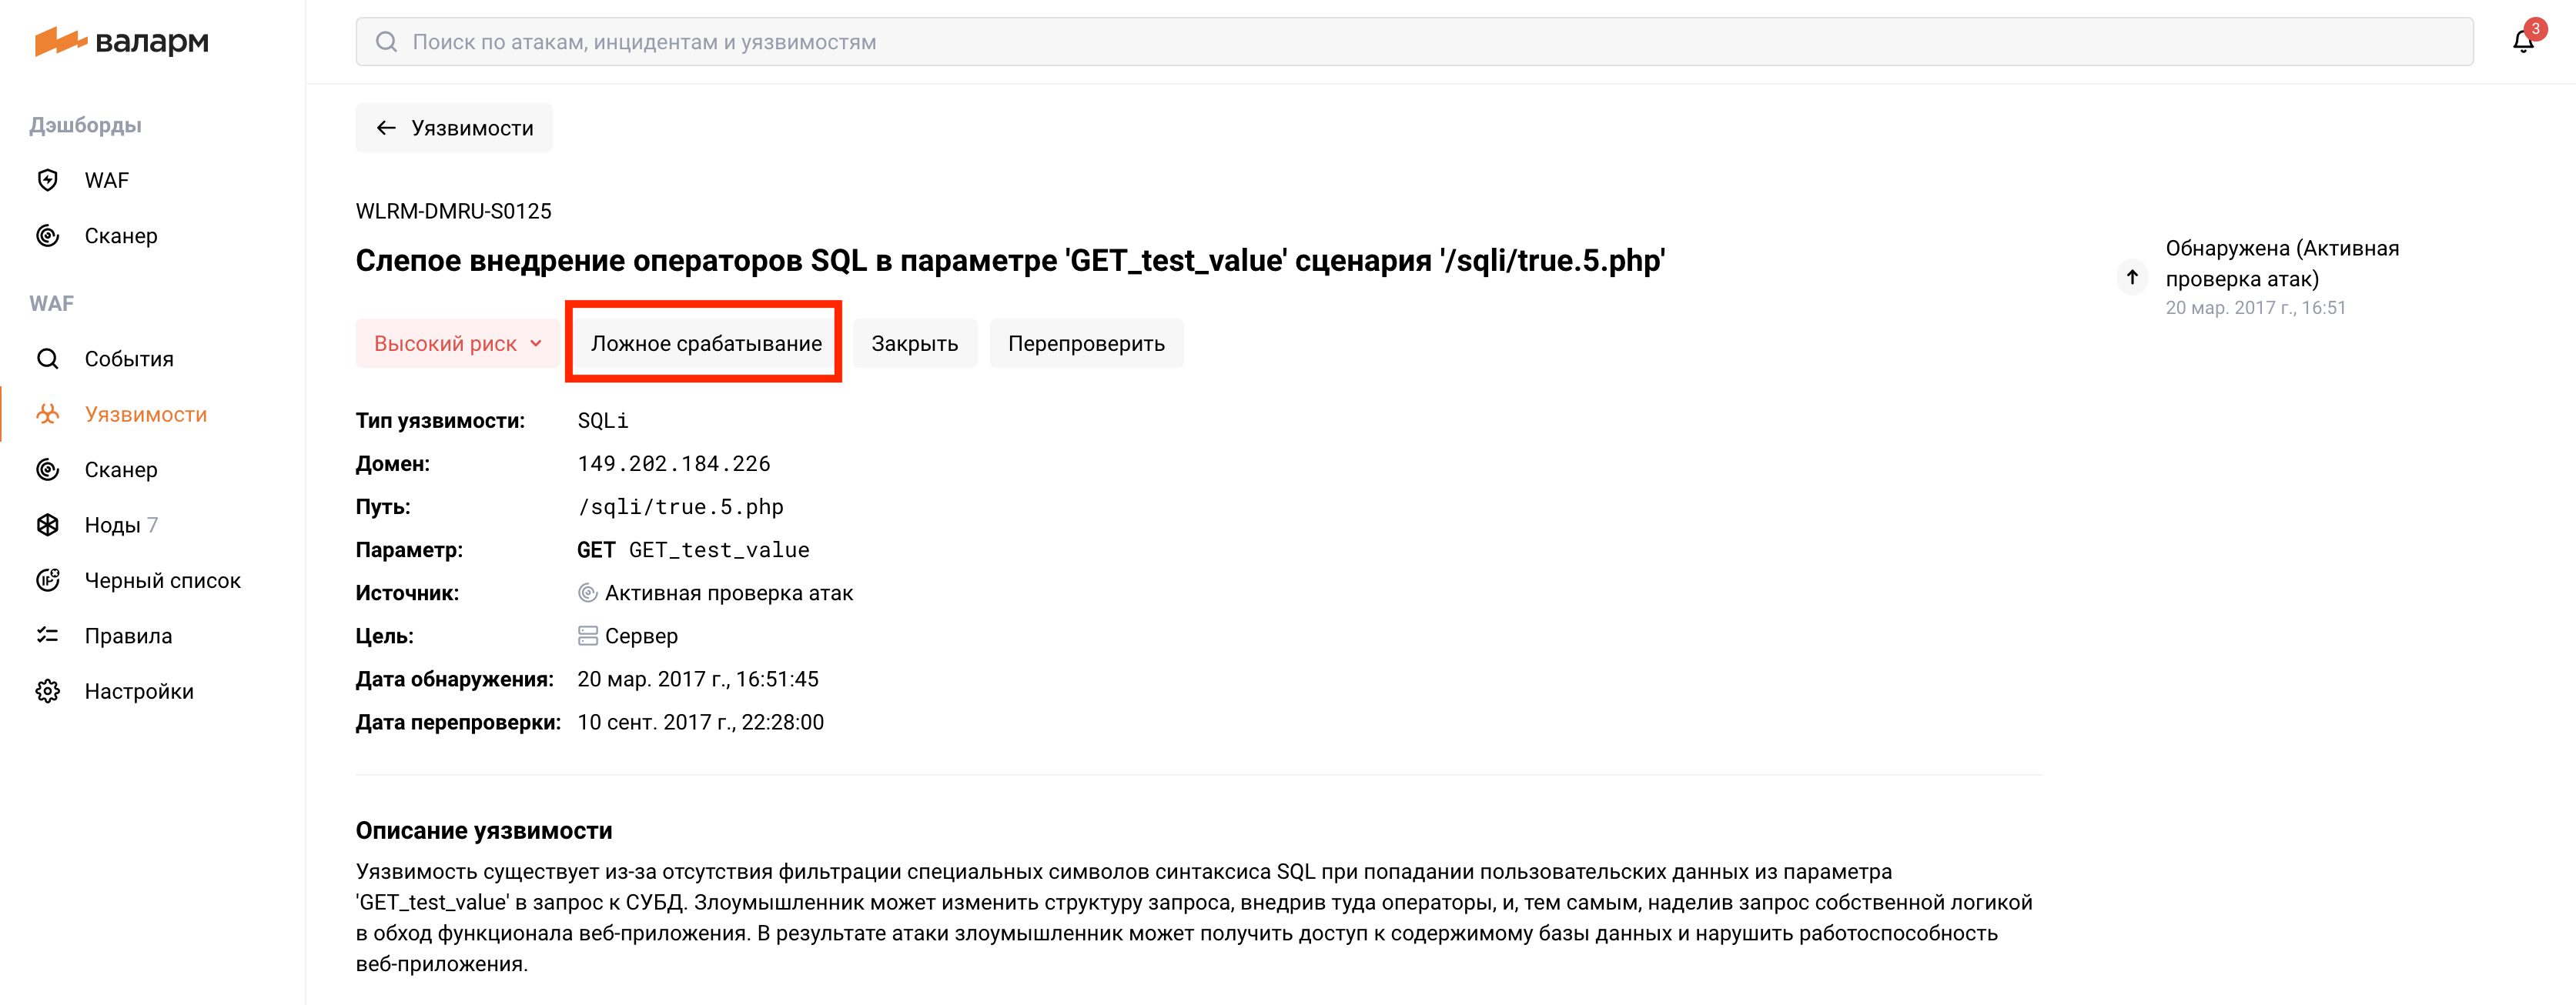 валарм
Поиск по атакам, инцидентам и уязвимостям
3
Дэшборды
WAF
Сканер
WAF
События
Уязвимости
Сканер
Ноды 7
Черный список
Правила
Настройки
Уязвимости
WLRM-DMRU-S0125
Слепое внедрение операторов SQL в параметре 'GET_test_value' сценария '/sqli/true.5.php'
Высокий риск
Ложное срабатывание
Закрыть
Перепроверить
Тип уязвимости: SQLi
Домен: 149.202.184.226
Путь: /sqli/true.5.php
Параметр: GET GET_test_value
Источник: Активная проверка атак
Цель: Сервер
Дата обнаружения: 20 мар. 2017 г., 16:51:45
Дата перепроверки: 10 сент. 2017 г., 22:28:00
Обнаружена (Активная
проверка атак)
20 мар. 2017 г., 16:51
Описание уязвимости
Уязвимость существует из-за отсутствия фильтрации специальных символов синтаксиса SQL при попадании пользовательских данных из параметра
'GET_test_value' в запрос к СУБД. Злоумышленник может изменить структуру запроса, внедрив туда операторы, и, тем самым, наделив запрос собственной логикой
в обход функционала веб-приложения. В результате атаки злоумышленник может получить доступ к содержимому базы данных и нарушить работоспособность
веб-приложения.